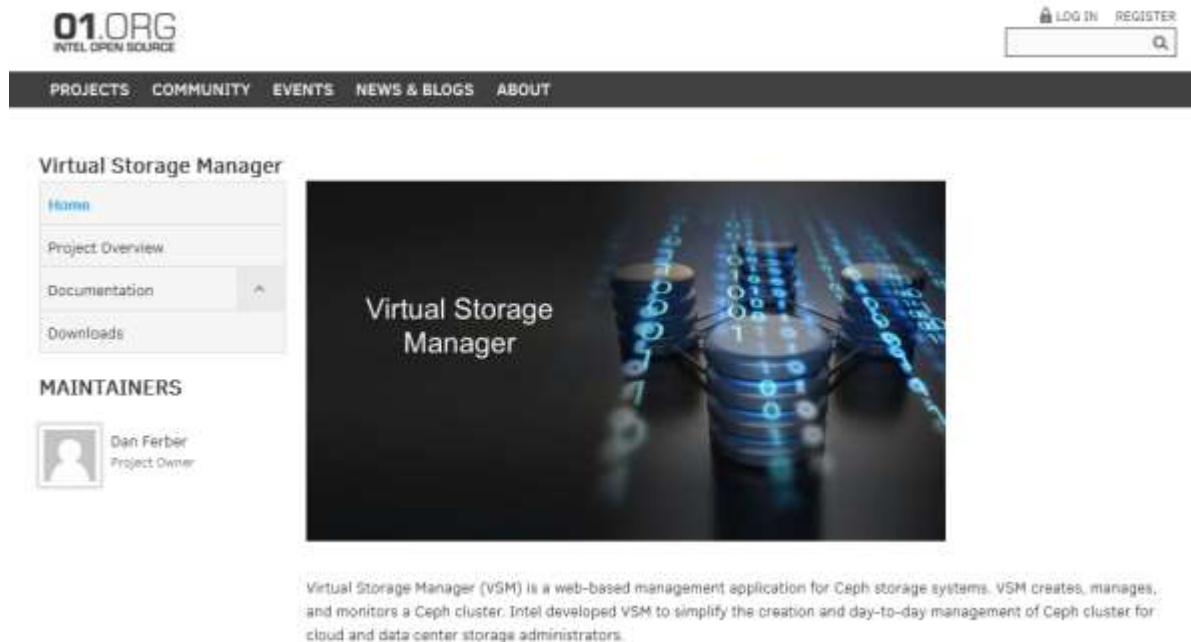 01.ORG
INTEL OPEN SOURCE
LOG IN REGISTER
PROJECTS COMMUNITY EVENTS NEWS & BLOGS ABOUT
Virtual Storage Manager
Home
Project Overview
Documentation
Downloads
MAINTAINERS
Dan Ferber
Project Owner
Virtual Storage
Manager
Virtual Storage Manager (VSM) is a web-based management application for Ceph storage systems. VSM creates, manages,
and monitors a Ceph cluster. Intel developed VSM to simplify the creation and day-to-day management of Ceph cluster for
cloud and data center storage administrators.